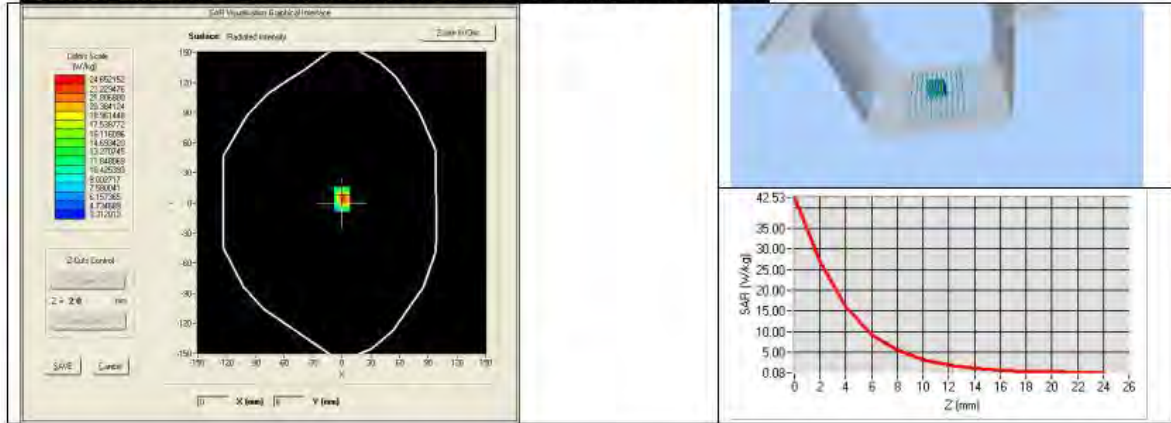 SAR Visualisation Graphical Interface
Surface: Radiated Intensity
Zoom In/Out
Colors Scale
(W/kg)
24.652152
23.229476
21.806800
20.384124
18.961448
17.538772
16.116096
14.693420
13.270745
11.848069
10.425393
9.002717
7.580041
6.157365
4.734689
3.312013
Z-Cuts Control
Z = 2.0 mm
SAVE
Cancel
150
120
90
60
30
0
-30
-60
-90
-120
-150
Y
-150 -120 -90 -60 -30 0 30 60 90 120 150
X
0 X (mm) 6 Y (mm)
42.53
35.00
30.00
25.00
20.00
15.00
10.00
5.00
0.08
SAR (W/kg)
0 2 4 6 8 10 12 14 16 18 20 22 24 26
Z (mm)